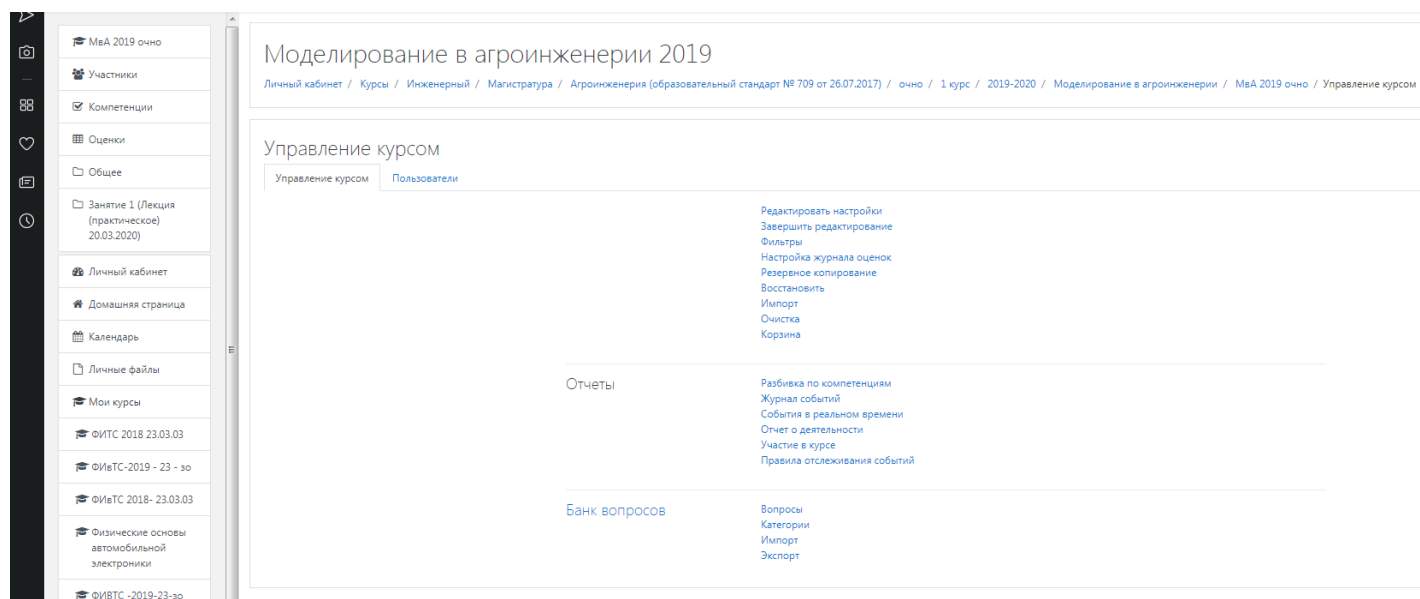 МвА 2019 очно
Участники
Компетенции
Оценки
Общее
Занятие 1 (Лекция
(практическое)
20.03.2020)
Личный кабинет
Домашняя страница
Календарь
Личные файлы
Мои курсы
ФИТС 2018 23.03.03
ФИвТС-2019 - 23 - зо
ФИвТС 2018- 23.03.03
Физические основы
автомобильной
электроники
ФИВТС -2019-23-зо
Моделирование в агроинженерии 2019
Личный кабинет / Курсы / Инженерный / Магистратура / Агроинженерия (образовательный стандарт № 709 от 26.07.2017) / очно / 1 курс / 2019-2020 / Моделирование в агроинженерии / МвА 2019 очно / Управление курсом
Управление курсом
Управление курсом Пользователи
Редактировать настройки
Завершить редактирование
Фильтры
Настройка журнала оценок
Резервное копирование
Восстановить
Импорт
Очистка
Корзина
Отчеты
Разбивка по компетенциям
Журнал событий
События в реальном времени
Отчет о деятельности
Участие в курсе
Правила отслеживания событий
Банк вопросов
Вопросы
Категории
Импорт
Экспорт